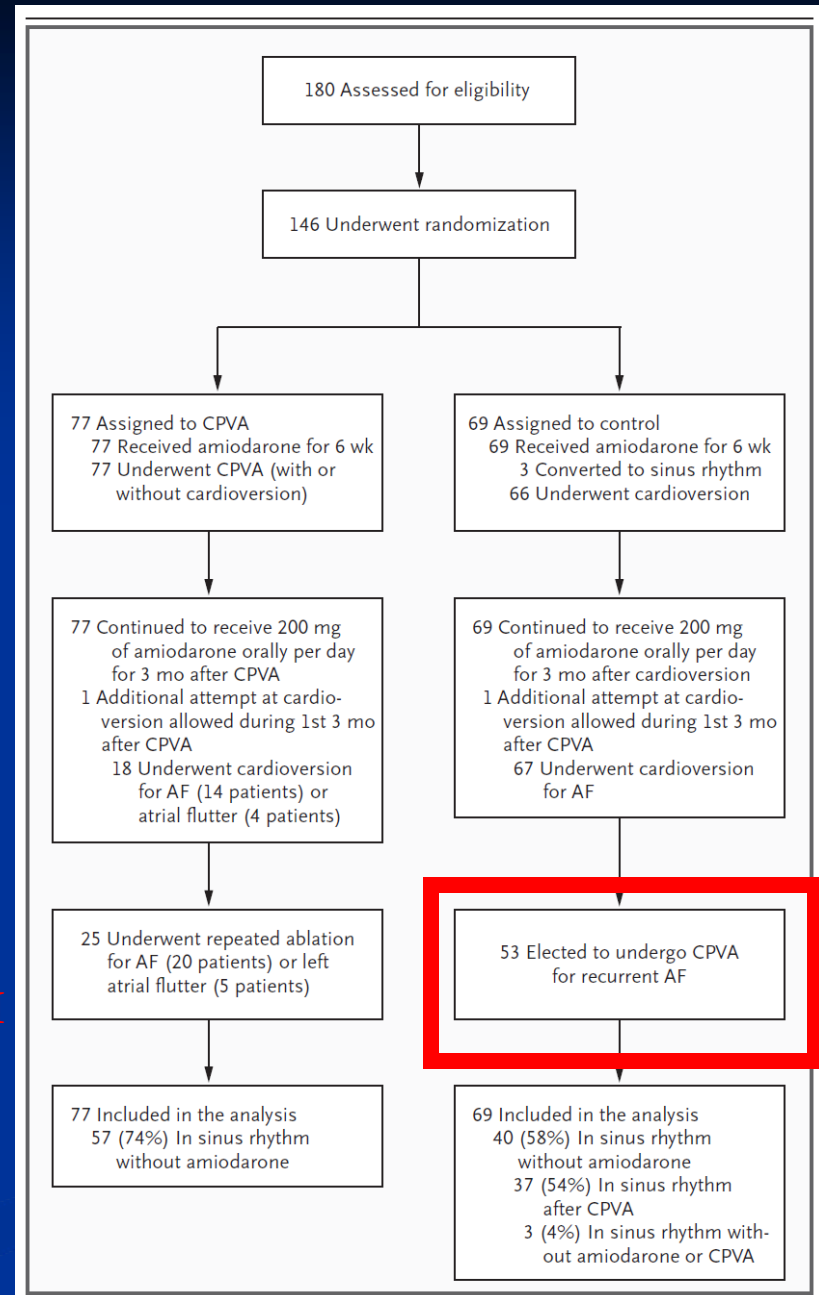 180 Assessed for eligibility
146 Underwent randomization
77 Assigned to CPVA
77 Received amiodarone for 6 wk
77 Underwent CPVA (with or
without cardioversion)
69 Assigned to control
69 Received amiodarone for 6 wk
3 Converted to sinus rhythm
66 Underwent cardioversion
77 Continued to receive 200 mg
of amiodarone orally per day
for 3 mo after CPVA
1 Additional attempt at cardio-
version allowed during 1st 3 mo
after CPVA
18 Underwent cardioversion
for AF (14 patients) or
atrial flutter (4 patients)
69 Continued to receive 200 mg
of amiodarone orally per day
for 3 mo after cardioversion
1 Additional attempt at cardio-
version allowed during 1st 3 mo
after CPVA
67 Underwent cardioversion
for AF
25 Underwent repeated ablation
for AF (20 patients) or left
atrial flutter (5 patients)
53 Elected to undergo CPVA
for recurrent AF
77 Included in the analysis
57 (74%) In sinus rhythm
without amiodarone
69 Included in the analysis
40 (58%) In sinus rhythm
without amiodarone
37 (54%) In sinus rhythm
after CPVA
3 (4%) In sinus rhythm with-
out amiodarone or CPVA